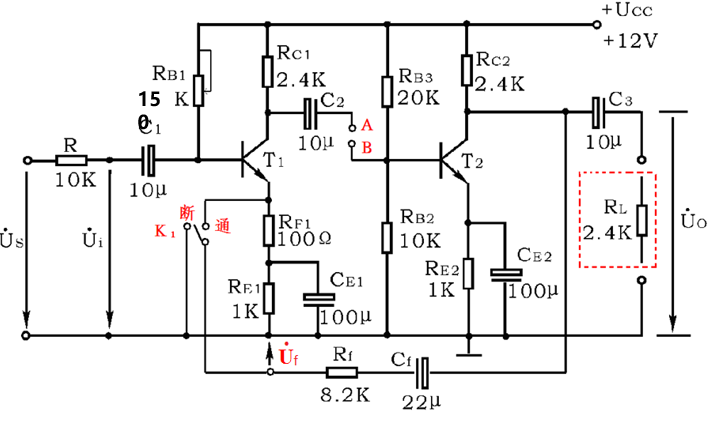 +UCC
+12V
RC1
2.4K
RB1
K
150
C1
10μ
R
10K
C2
10μ
A
B
T1
RB3
20K
RC2
2.4K
C3
10μ
T2
断
通
K1
RF1
100Ω
RB2
10K
RL
2.4K
U̇S
U̇i
U̇O
RE1
1K
CE1
100μ
RE2
1K
CE2
100μ
U̇f
Rf
8.2K
Cf
22μ